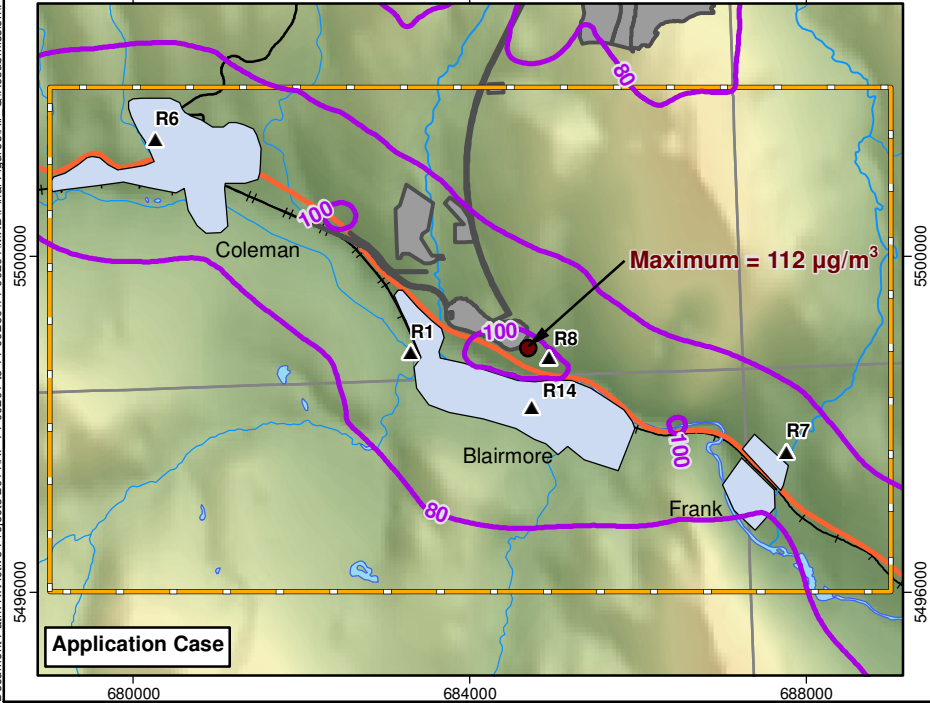 80
R6
100
Coleman
5500000
5500000
Maximum = 112 µg/m³
100
R1
R8
R14
100
R7
Blairmore
80
Frank
5496000
5496000
Application Case
680000
684000
688000